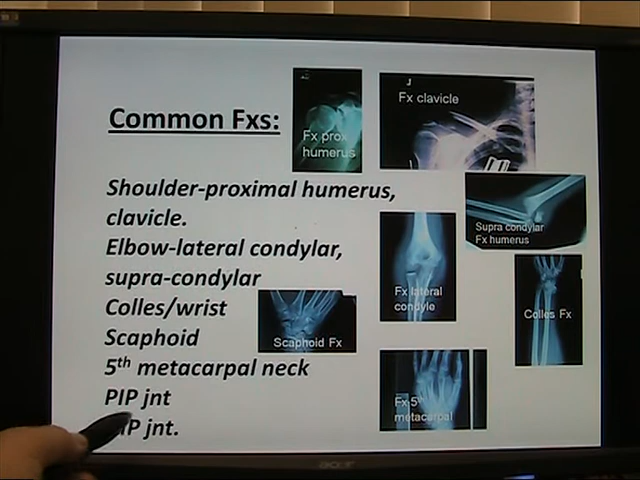 Common Fxs:
Fx prox
humerus
Fx clavicle
Shoulder-proximal humerus,
clavicle.
Elbow-lateral condylar,
supra-condylar
Colles/wrist
Scaphoid
5th metacarpal neck
PIP jnt
jnt.
Supra condylar
Fx humerus
Fx lateral
condyle
Colles Fx
Scaphoid Fx
Fx 5th
metacarpal
acer